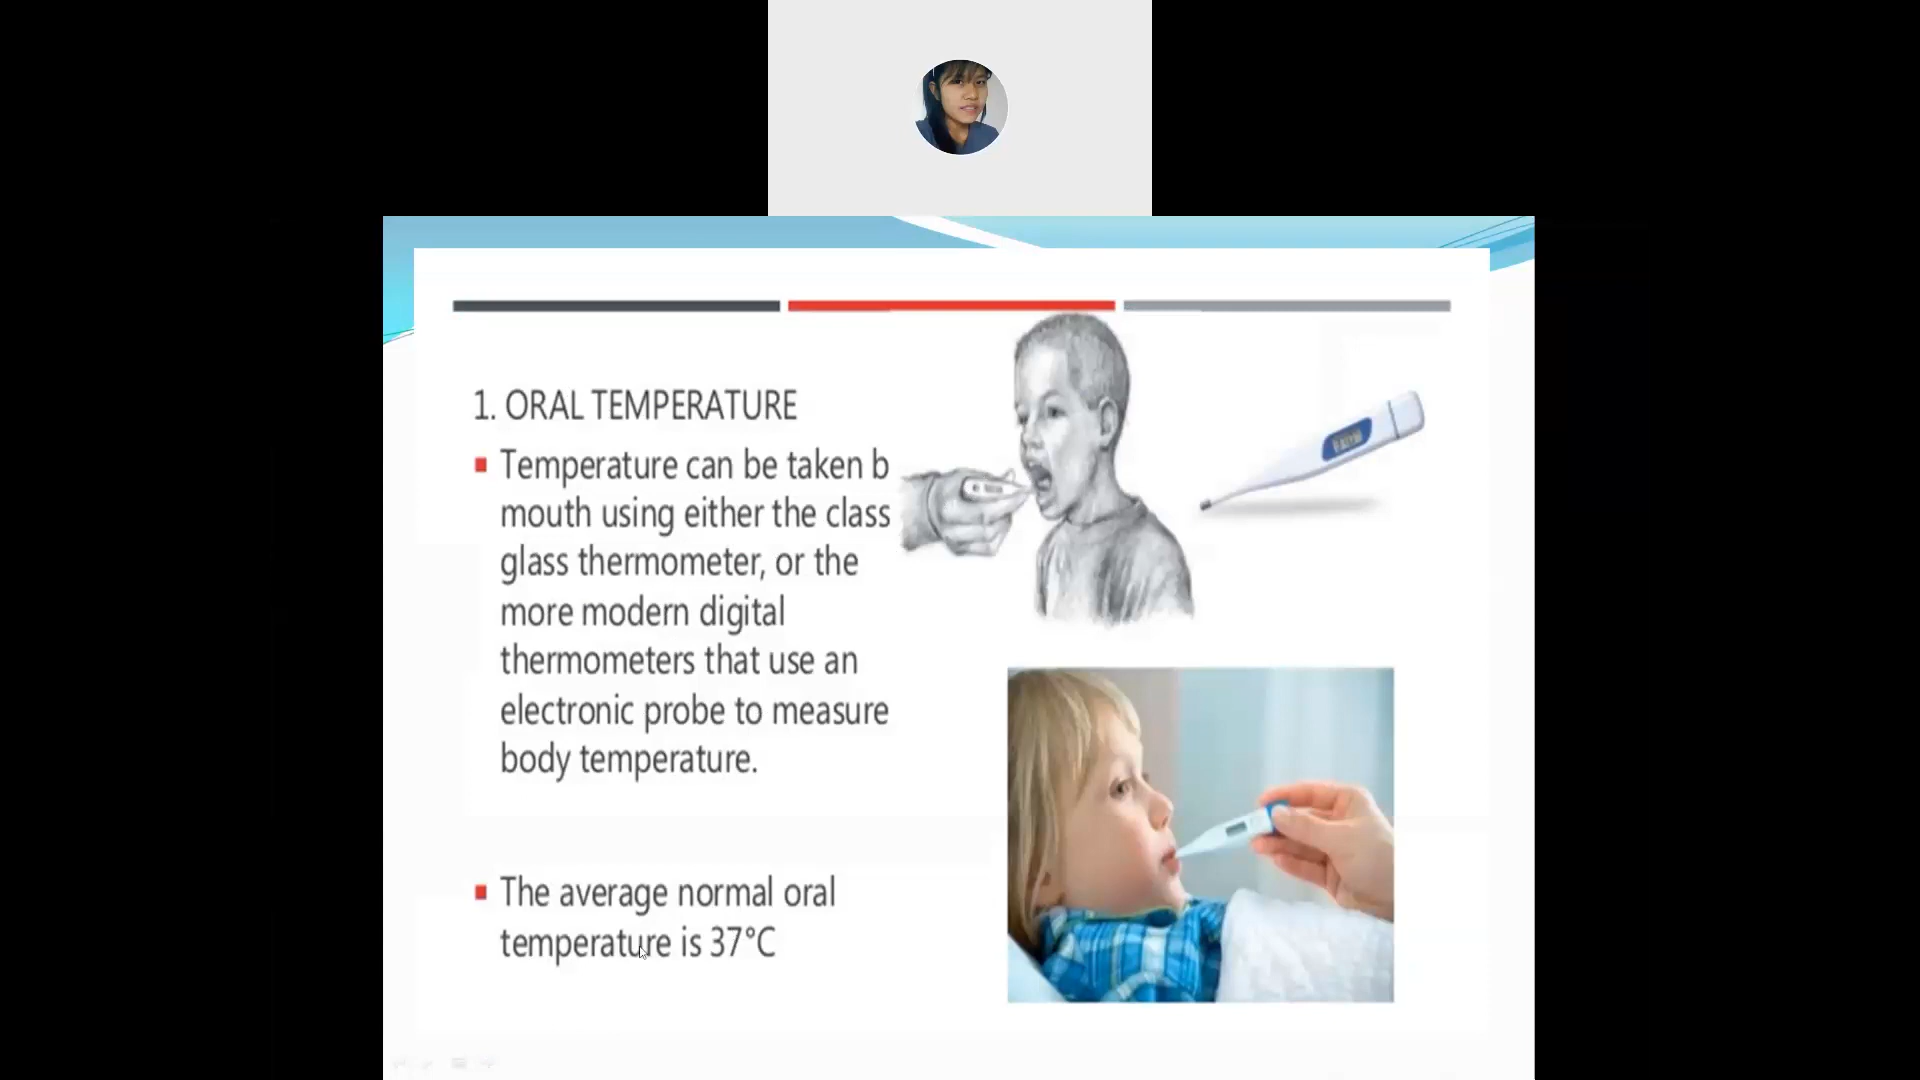 1. ORAL TEMPERATURE
Temperature can be taken b
mouth using either the class
glass thermometer, or the
more modern digital
thermometers that use an
electronic probe to measure
body temperature.
The average normal oral
temperature is 37°C